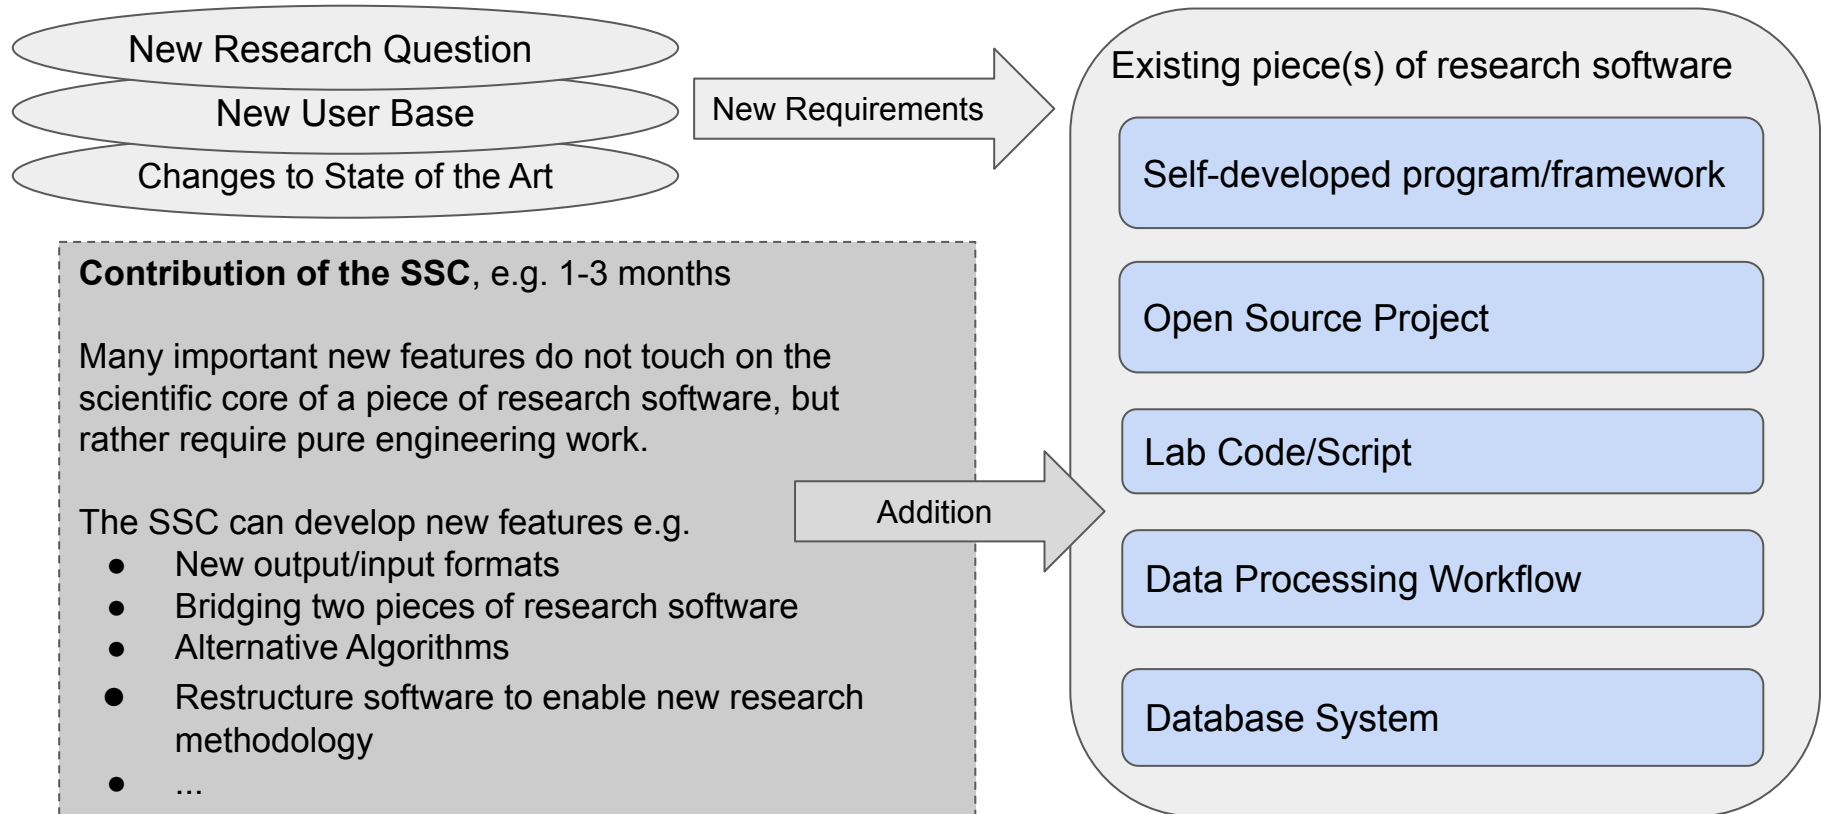 New Research Question
New User Base
Changes to State of the Art
New Requirements
Existing piece(s) of research software
Self-developed program/framework
Open Source Project
Lab Code/Script
Data Processing Workflow
Database System
Contribution of the SSC, e.g. 1-3 months
Many important new features do not touch on the
scientific core of a piece of research software, but
rather require pure engineering work.
The SSC can develop new features e.g.
● New output/input formats
● Bridging two pieces of research software
● Alternative Algorithms
● Restructure software to enable new research
methodology
● ...
Addition